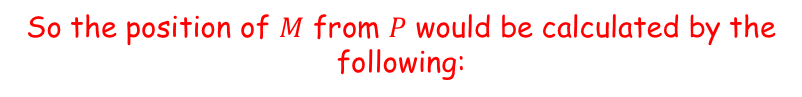 So the position of M from P would be calculated by the
following: